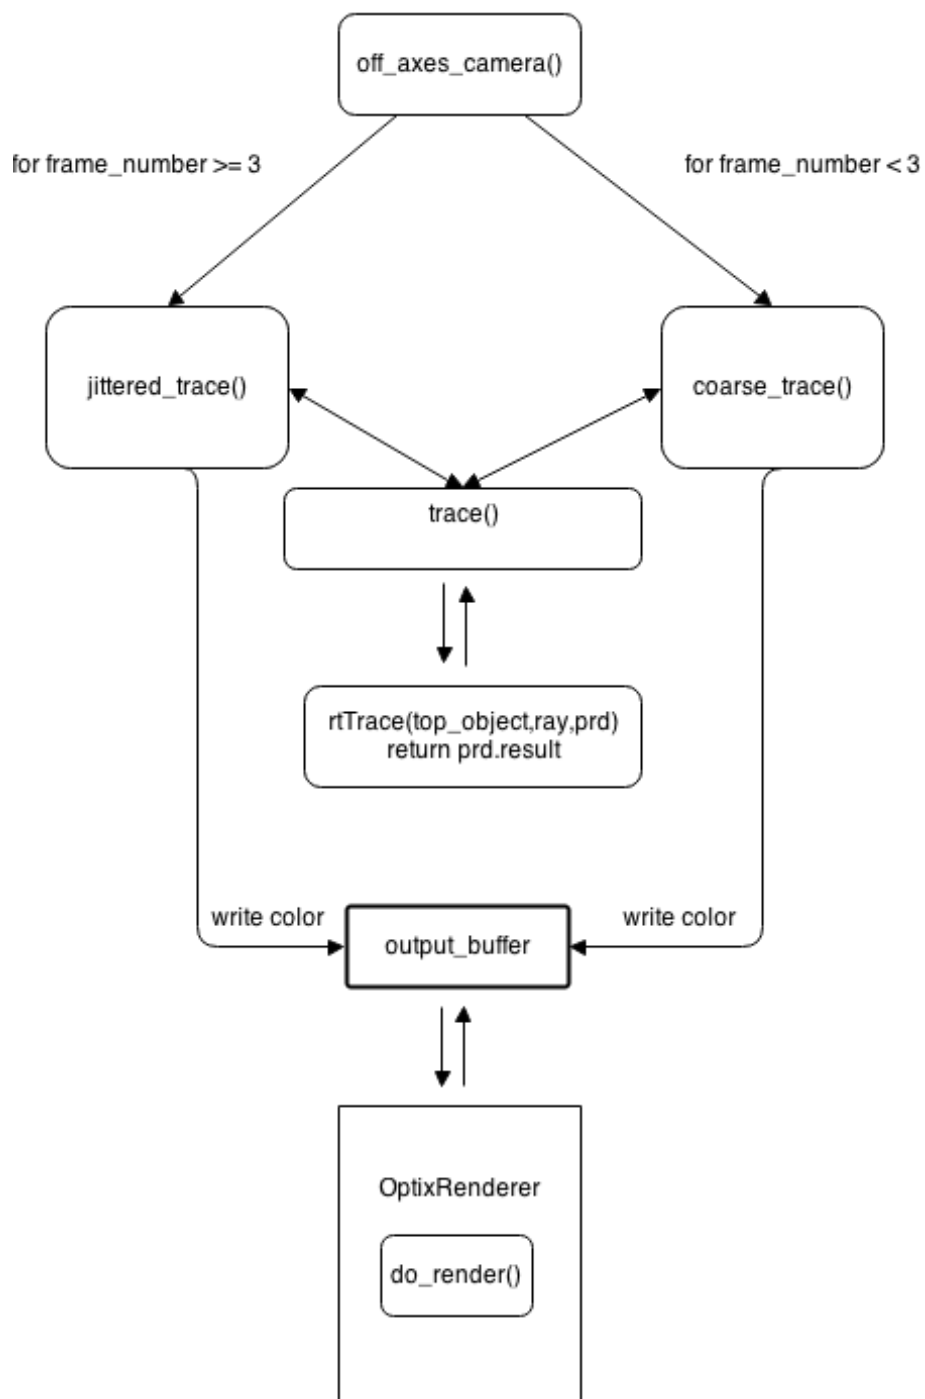 off_axes_camera()
for frame_number >= 3
for frame_number < 3
jittered_trace()
coarse_trace()
trace()
rtTrace(top_object,ray,prd)
return prd.result
write color
write color
output_buffer
OptixRenderer
do_render()